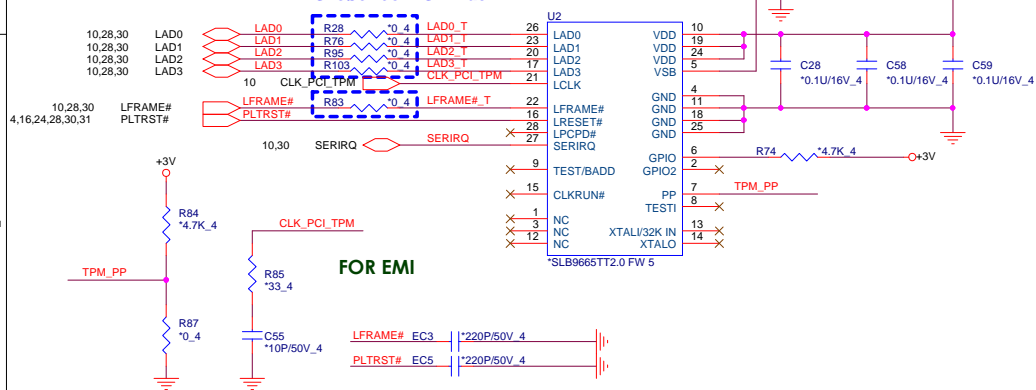 U2
10,28,30 LAD0 LAD0 R28 *0_4 LAD0_T 26 LAD0 VDD 10
10,28,30 LAD1 LAD1 R76 *0_4 LAD1_T 23 LAD1 VDD 19
10,28,30 LAD2 LAD2 R95 *0_4 LAD2_T 20 LAD2 VDD 24
10,28,30 LAD3 LAD3 R103 *0_4 LAD3_T 17 LAD3 VSB 5
10 CLK_PCI_TPM CLK_PCI_TPM 21 LCLK
C28 *0.1U/16V_4
C58 *0.1U/16V_4
C59 *0.1U/16V_4
10,28,30 LFRAME# LFRAME# R83 *0_4 LFRAME#_T 22 LFRAME#
4,16,24,28,30,31 PLTRST# PLTRST# 16 LRESET#
28 LPCPD#
10,30 SERIRQ SERIRQ 27 SERIRQ
GND 4
GND 11
GND 18
GND 25
GPIO 6 R74 *4.7K_4 +3V
9 TEST/BADD GPIO2 2
15 CLKRUN# PP 7 TPM_PP
TESTI 8
1 NC
3 NC XTALI/32K IN 13
12 NC XTALO 14
*SLB9665TT2.0 FW 5
+3V
R84
*4.7K_4
TPM_PP
R87
*0_4
CLK_PCI_TPM
R85
*33_4
C55
*10P/50V_4
FOR EMI
LFRAME# EC3 *220P/50V_4
PLTRST# EC5 *220P/50V_4